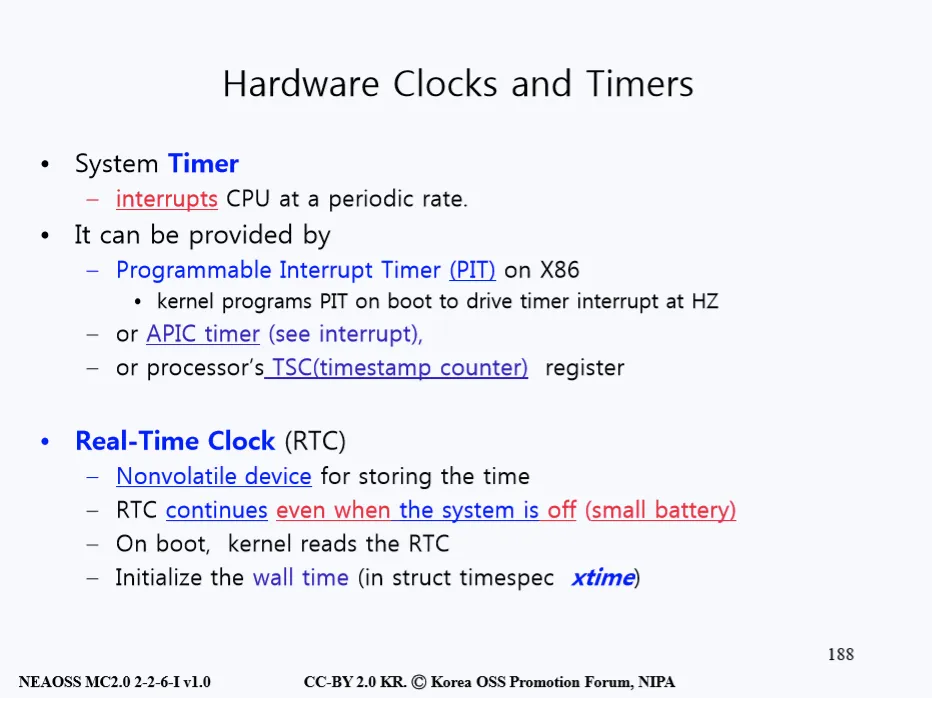 Hardware Clocks and Timers
• System Timer
– interrupts CPU at a periodic rate.
• It can be provided by
– Programmable Interrupt Timer (PIT) on X86
• kernel programs PIT on boot to drive timer interrupt at HZ
– or APIC timer (see interrupt),
– or processor's TSC(timestamp counter) register
• Real-Time Clock (RTC)
– Nonvolatile device for storing the time
– RTC continues even when the system is off (small battery)
– On boot, kernel reads the RTC
– Initialize the wall time (in struct timespec xtime)
188
NEAOSS MC2.0 2-2-6-I v1.0 CC-BY 2.0 KR. Ⓒ Korea OSS Promotion Forum, NIPA